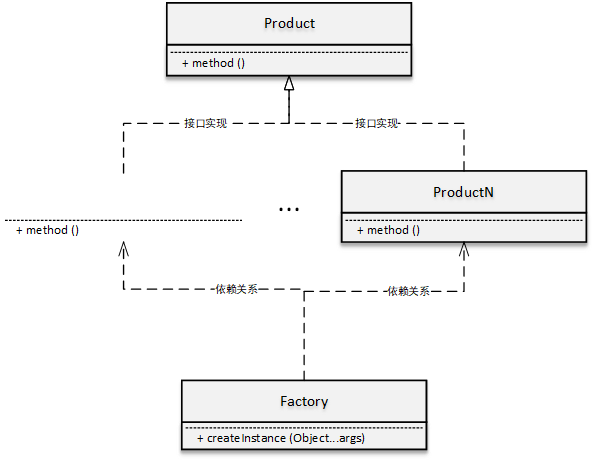 Product
+ method ()
接口实现
接口实现
ProductN
...
+ method ()
+ method ()
依赖关系
依赖关系
Factory
+ createInstance (Object...args)